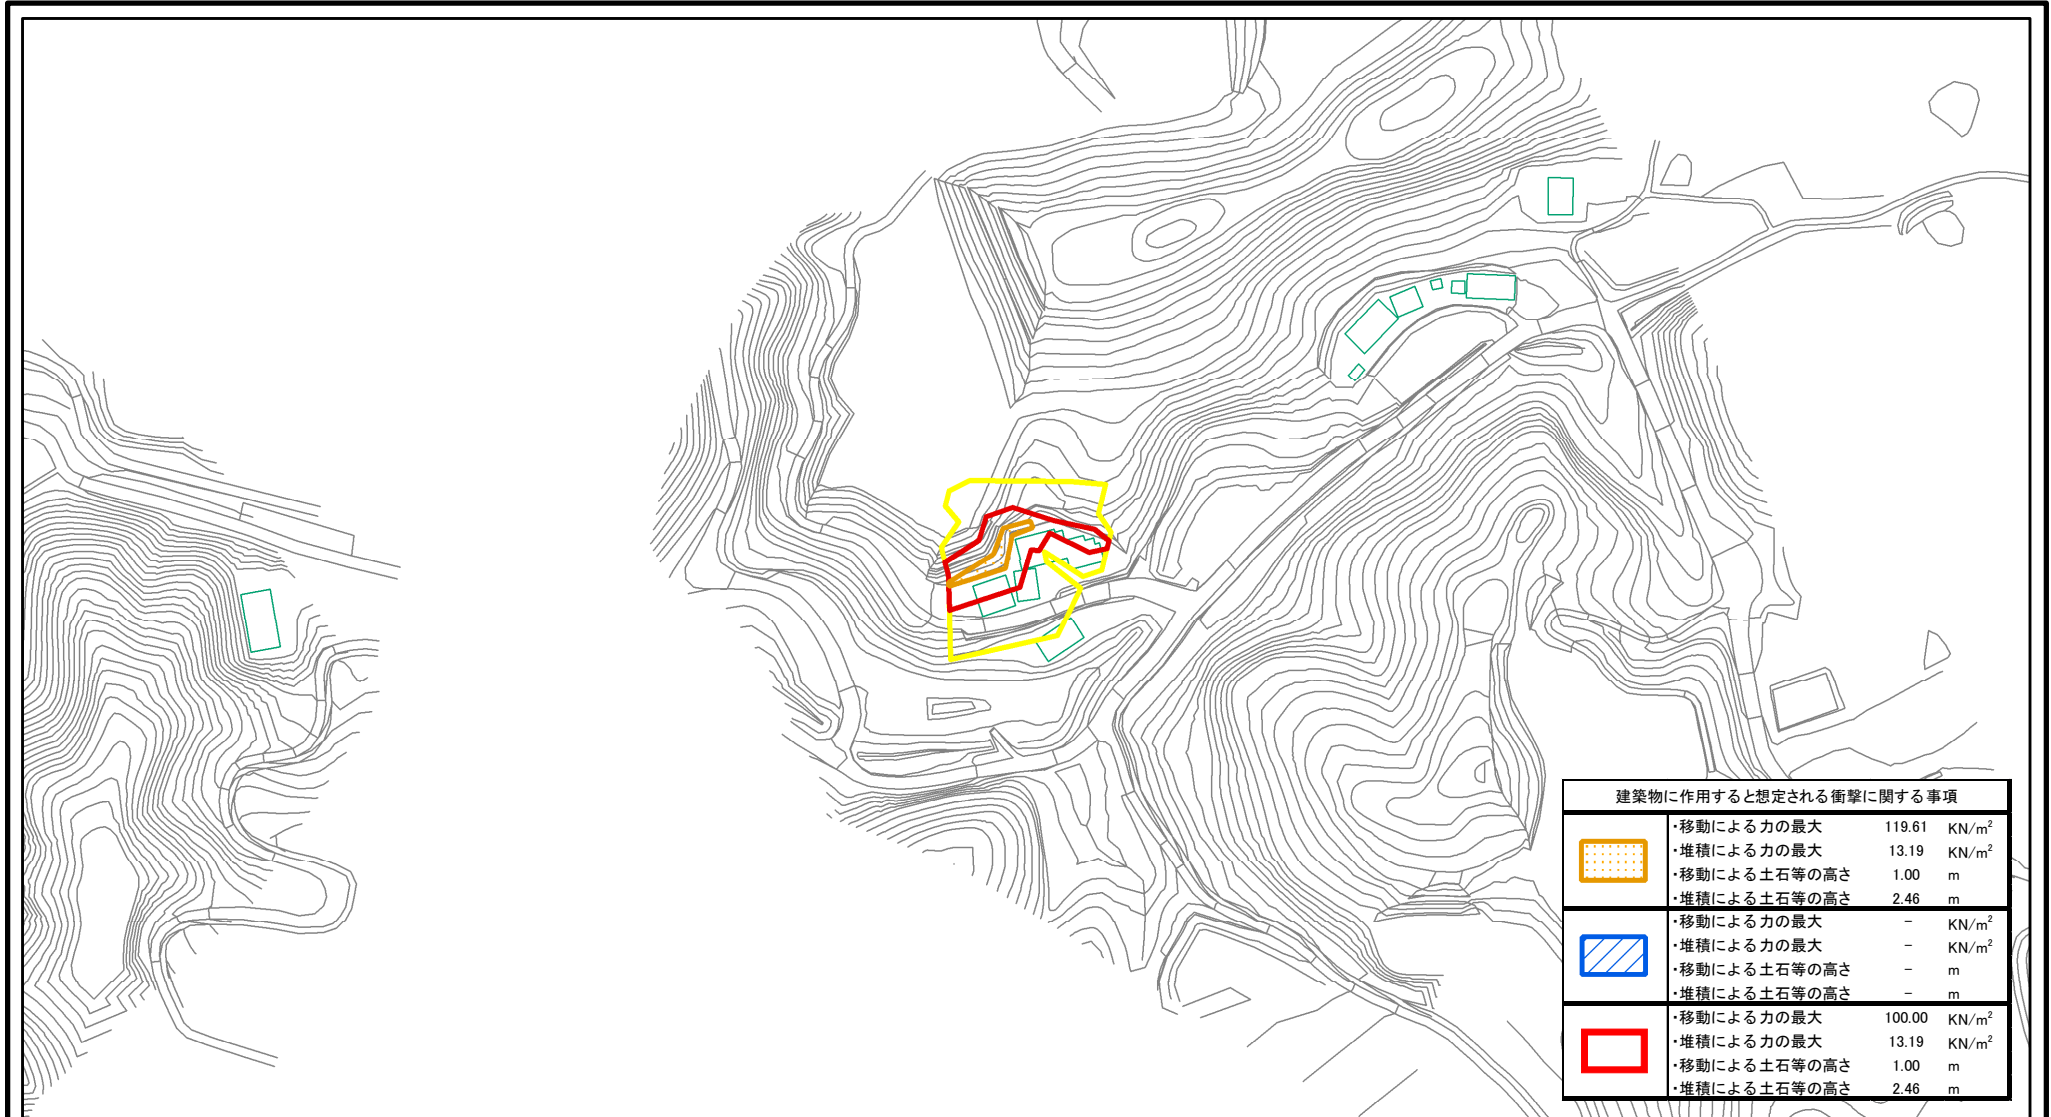 建築物に作用すると想定される衝撃に関する事項
・移動による力の最大 119.61 KN/m²
・堆積による力の最大 13.19 KN/m²
・移動による土石等の高さ 1.00 m
・堆積による土石等の高さ 2.46 m
・移動による力の最大 － KN/m²
・堆積による力の最大 － KN/m²
・移動による土石等の高さ － m
・堆積による土石等の高さ － m
・移動による力の最大 100.00 KN/m²
・堆積による力の最大 13.19 KN/m²
・移動による土石等の高さ 1.00 m
・堆積による土石等の高さ 2.46 m